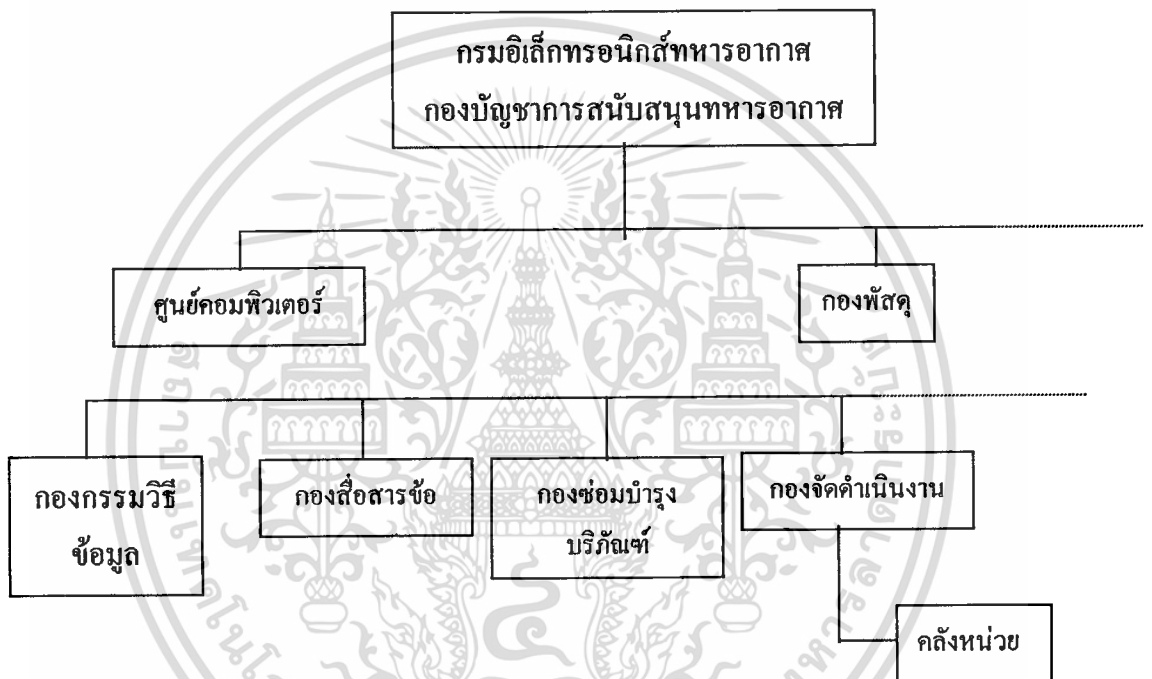 กรมอิเล็กทรอนิกส์ทหารอากาศ
กองบัญชาการสนับสนุนทหารอากาศ
ศูนย์คอมพิวเตอร์
กองพัสดุ
กองกรรมวิธี
ข้อมูล
กองสื่อสารข้อ
กองซ่อมบำรุง
บริภัณฑ์
กองจัดดำเนินงาน
คลังหน่วย